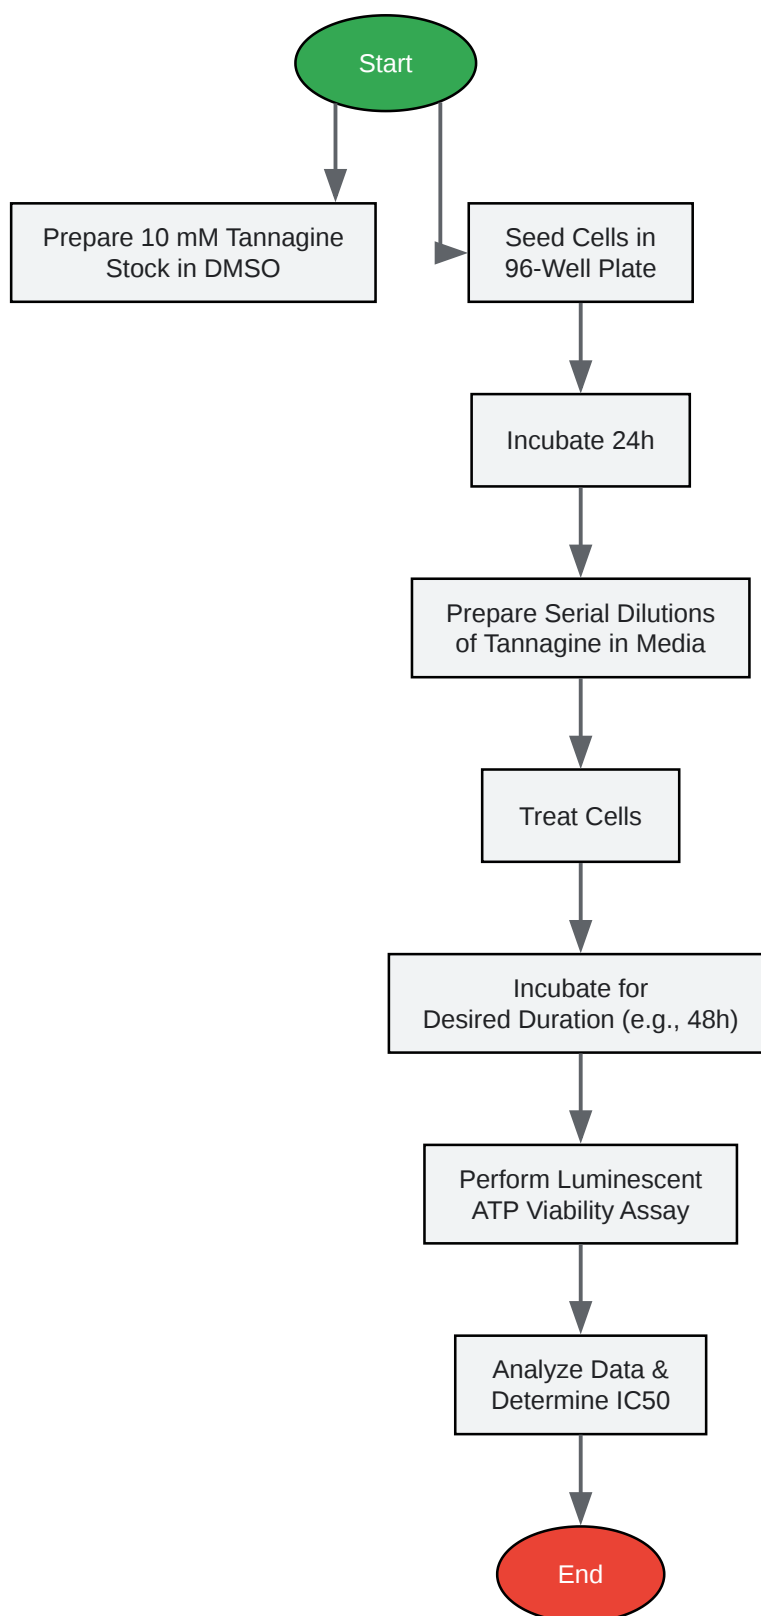 Start
Prepare 10 mM Tannagine
Stock in DMSO
Seed Cells in
96-Well Plate
Incubate 24h
Prepare Serial Dilutions
of Tannagine in Media
Treat Cells
Incubate for
Desired Duration (e.g., 48h)
Perform Luminescent
ATP Viability Assay
Analyze Data &
Determine IC50
End